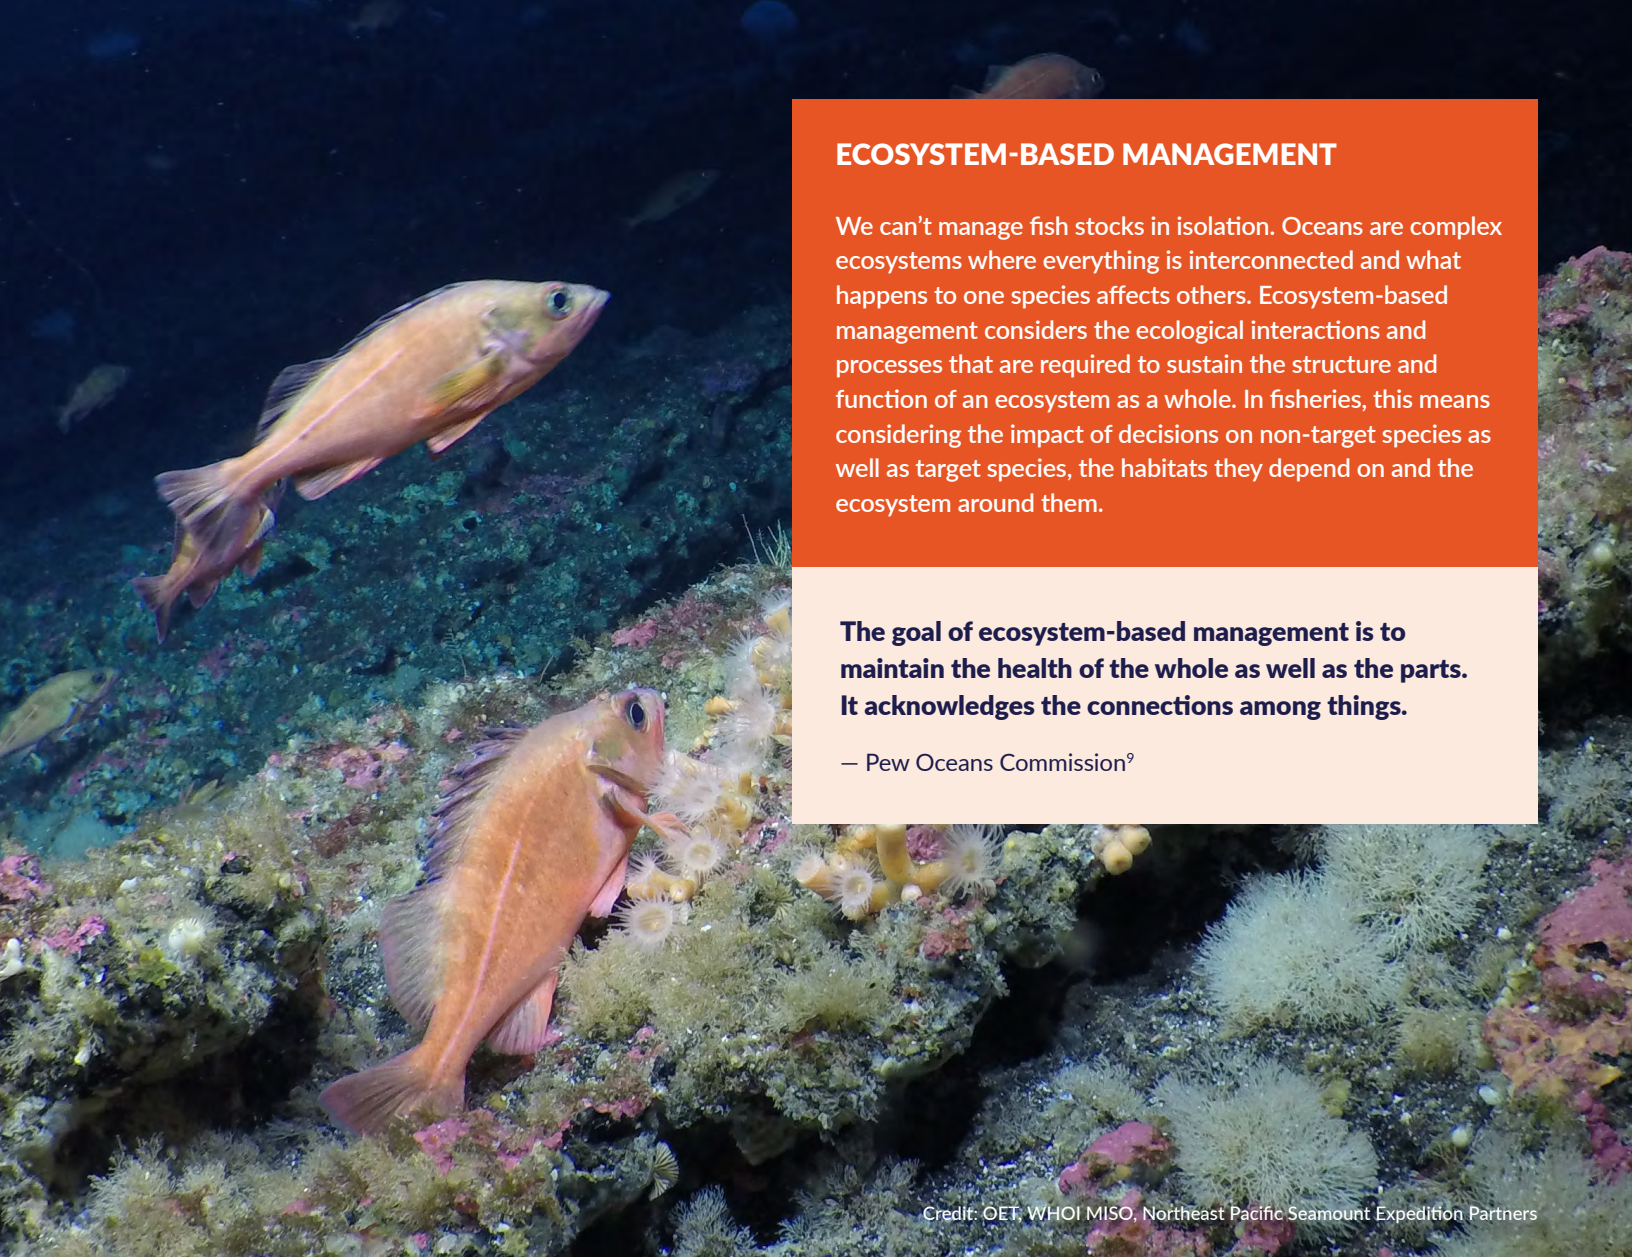 ECOSYSTEM-BASED MANAGEMENT
We can’t manage fish stocks in isolation. Oceans are complex
ecosystems where everything is interconnected and what
happens to one species affects others. Ecosystem-based
management considers the ecological interactions and
processes that are required to sustain the structure and
function of an ecosystem as a whole. In fisheries, this means
considering the impact of decisions on non-target species as
well as target species, the habitats they depend on and the
ecosystem around them.
The goal of ecosystem-based management is to
maintain the health of the whole as well as the parts.
It acknowledges the connections among things.
— Pew Oceans Commission⁹
Credit: OET, WHOI MISO, Northeast Pacific Seamount Expedition Partners